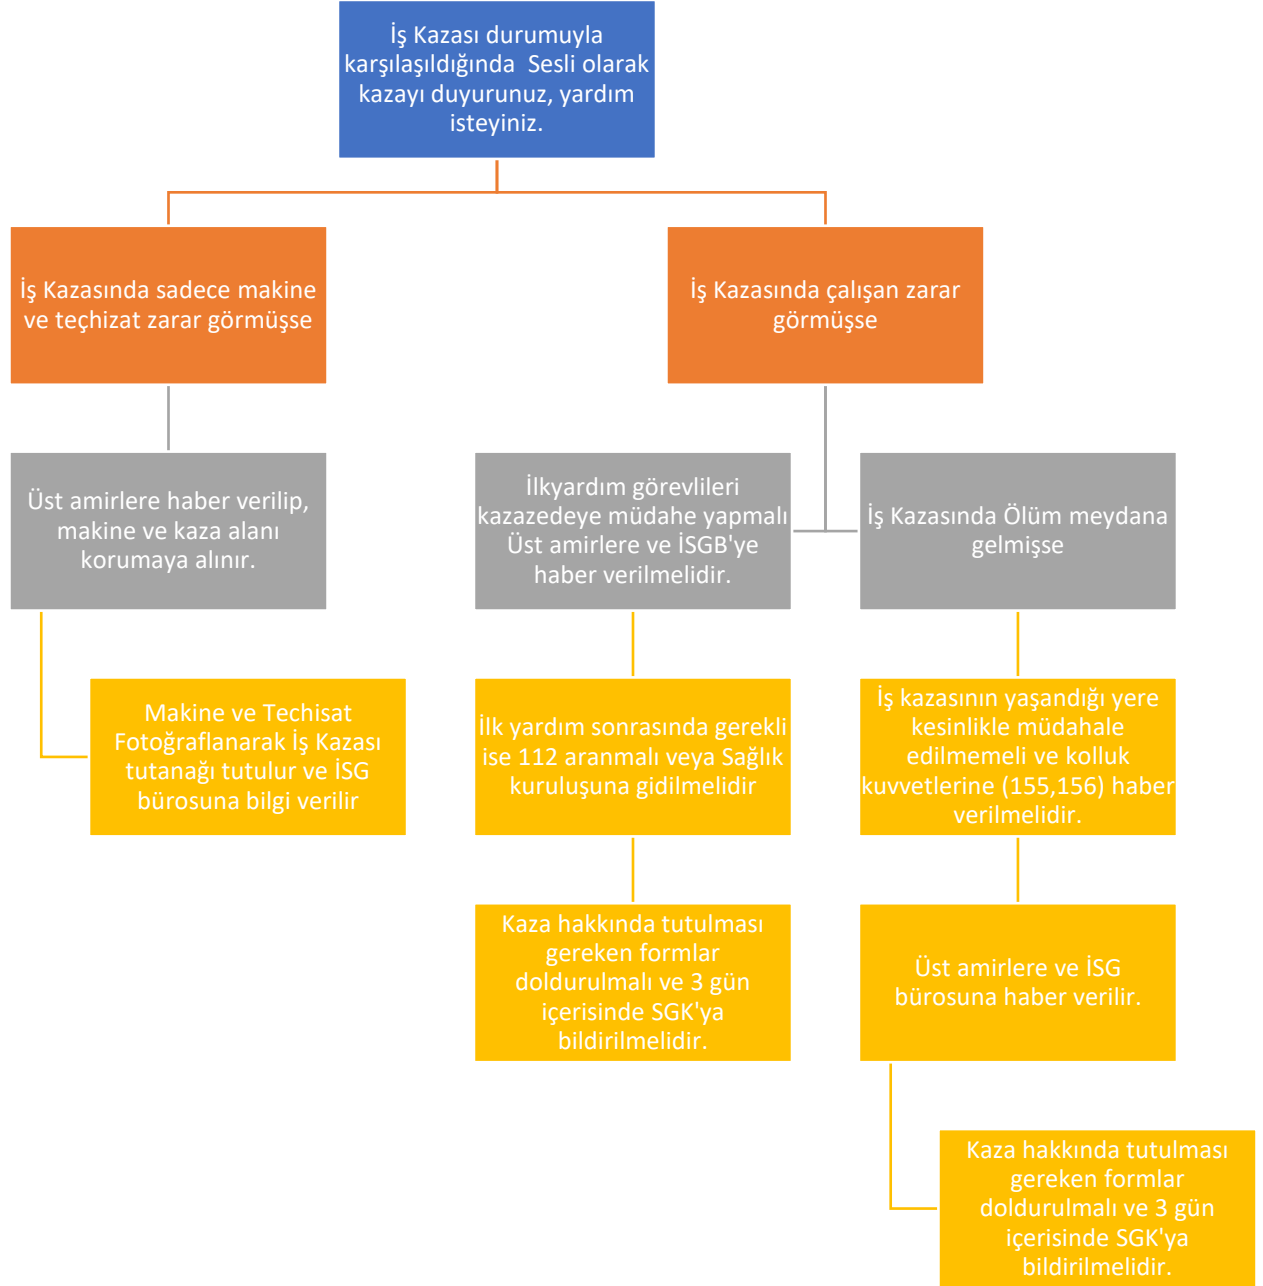 İş Kazası durumuyla
karşılaşıldığında  Sesli olarak
kazayı duyurunuz, yardım
isteyiniz.
İş Kazasında sadece makine
ve teçhizat zarar görmüşse
İş Kazasında çalışan zarar
görmüşse
Üst amirlere haber verilip,
makine ve kaza alanı
korumaya alınır.
İlkyardım görevlileri
kazazedeye müdahe yapmalı
Üst amirlere ve İSGB'ye
haber verilmelidir.
İş Kazasında Ölüm meydana
gelmişse
Makine ve Techisat
Fotoğraflanarak İş Kazası
tutanağı tutulur ve İSG
bürosuna bilgi verilir
İlk yardım sonrasında gerekli
ise 112 aranmalı veya Sağlık
kuruluşuna gidilmelidir
İş kazasının yaşandığı yere
kesinlikle müdahale
edilmemeli ve kolluk
kuvvetlerine (155,156) haber
verilmelidir.
Kaza hakkında tutulması
gereken formlar
doldurulmalı ve 3 gün
içerisinde SGK'ya
bildirilmelidir.
Üst amirlere ve İSG
bürosuna haber verilir.
Kaza hakkında tutulması
gereken formlar
doldurulmalı ve 3 gün
içerisinde SGK'ya
bildirilmelidir.